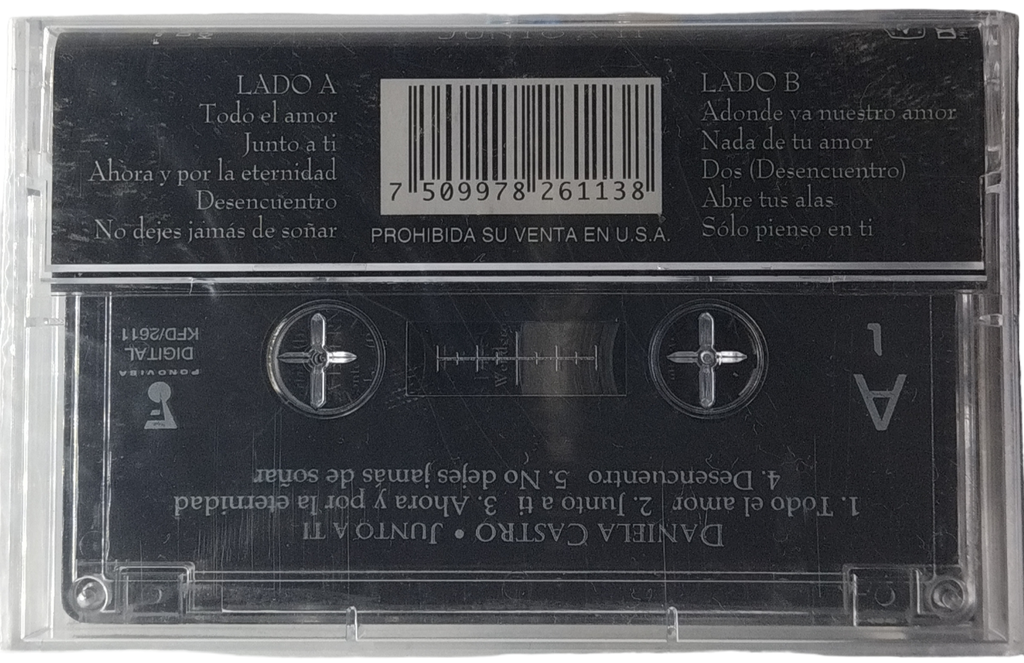 LADO A
Todo el amor
Junto a ti
Ahora y por la eternidad
Desencuentro
No dejes jamás de soñar
7 509978 261138
PROHIBIDA SU VENTA EN U.S.A.
LADO B
Adonde va nuestro amor
Nada de tu amor
Dos (Desencuentro)
Abre tus alas
Sólo pienso en ti
DANIELA CASTRO • JUNTO A TI
1. Todo el amor 2. Junto a ti 3. Ahora y por la eternidad
4. Desencuentro 5. No dejes jamás de soñar
A
1
FONOVISA
DIGITAL
KFD/2611